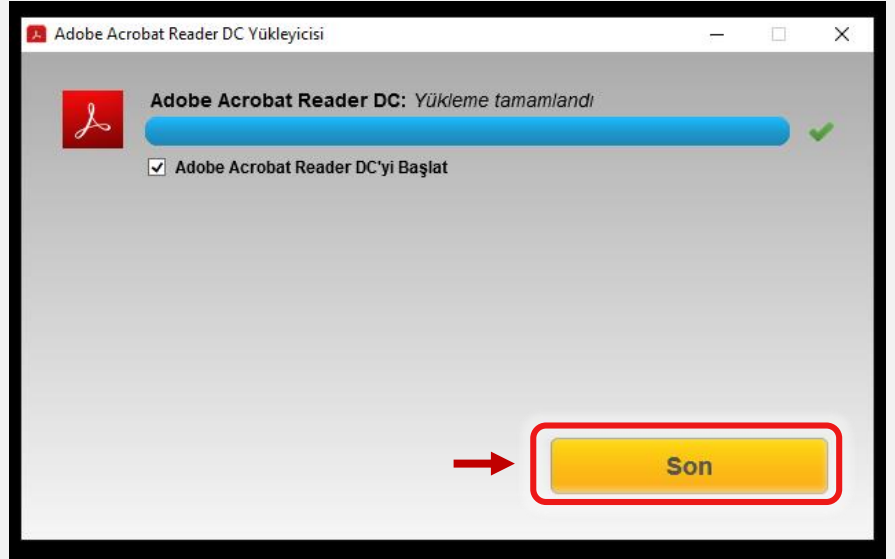 Adobe Acrobat Reader DC Yükleyicisi
Adobe Acrobat Reader DC: Yükleme tamamlandı
Adobe Acrobat Reader DC'yi Başlat
Son